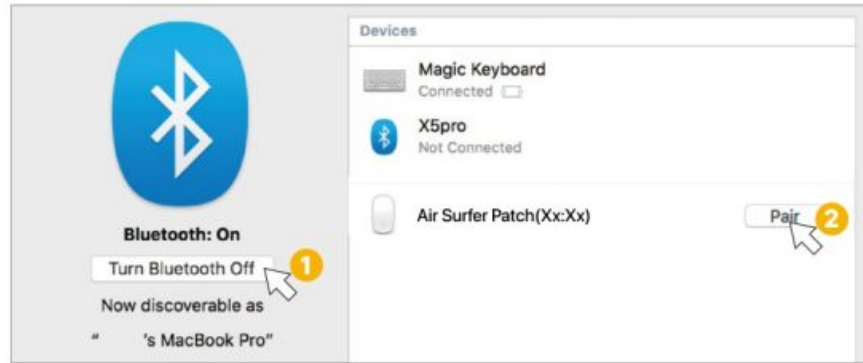 Devices
Magic Keyboard
Connected
X5pro
Not Connected
Air Surfer Patch(Xx:Xx)
Pair
2
Bluetooth: On
Turn Bluetooth Off
1
Now discoverable as
“ 's MacBook Pro”